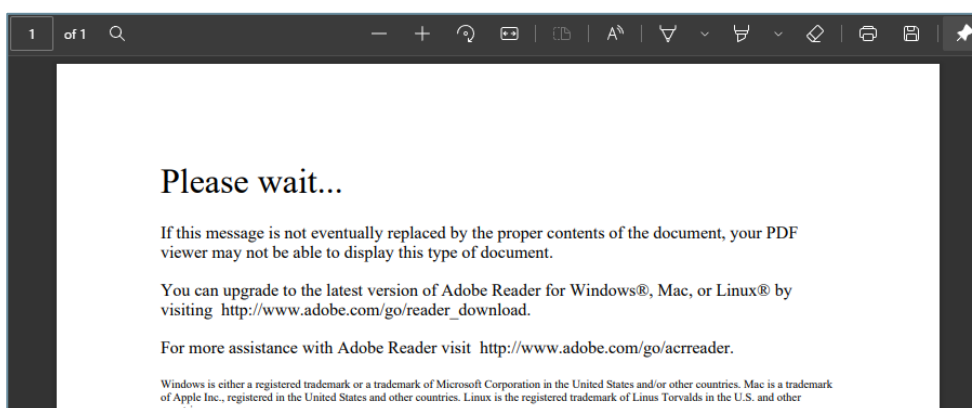 1 of 1
Please wait...
If this message is not eventually replaced by the proper contents of the document, your PDF
viewer may not be able to display this type of document.
You can upgrade to the latest version of Adobe Reader for Windows®, Mac, or Linux® by
visiting http://www.adobe.com/go/reader_download.
For more assistance with Adobe Reader visit http://www.adobe.com/go/acrreader.
Windows is either a registered trademark or a trademark of Microsoft Corporation in the United States and/or other countries. Mac is a trademark
of Apple Inc., registered in the United States and other countries. Linux is the registered trademark of Linus Torvalds in the U.S. and other